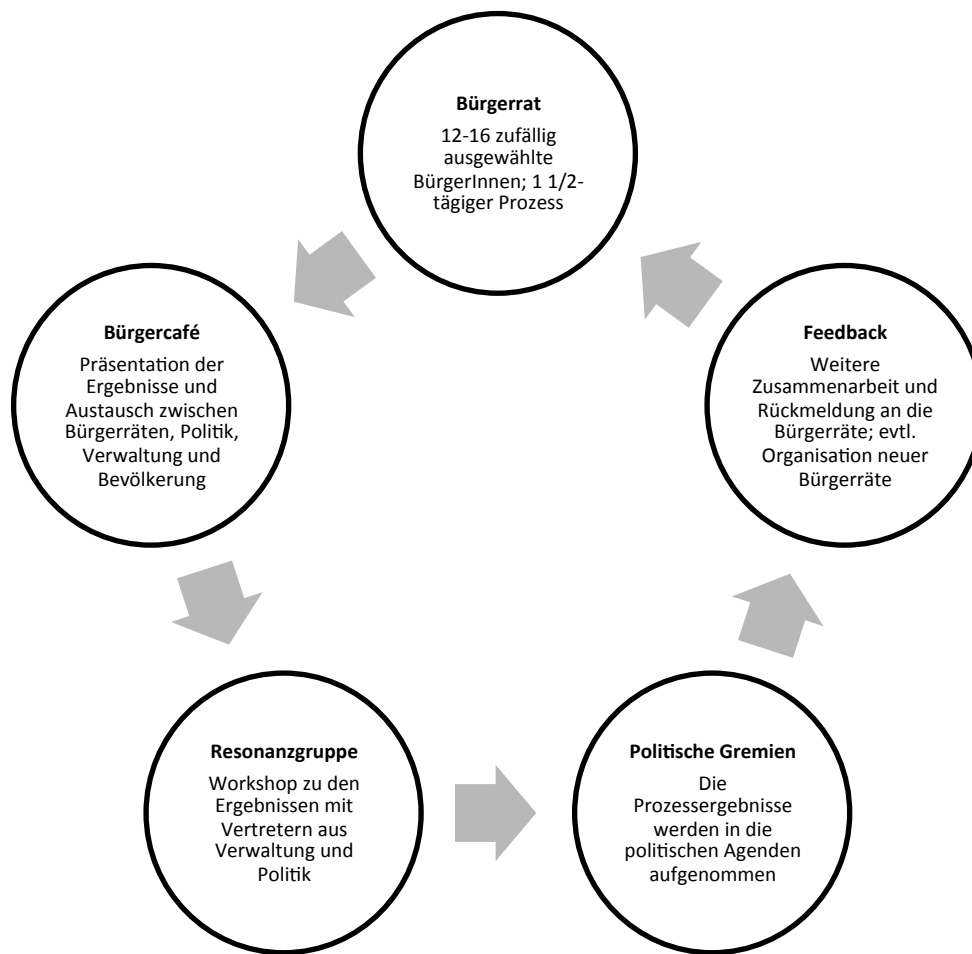 Bürgerrat
12-16 zufällig
ausgewählte
BürgerInnen; 1 1/2-
tägiger Prozess
Bürgercafé
Präsentation der
Ergebnisse und
Austausch zwischen
Bürgerräten, Politik,
Verwaltung und
Bevölkerung
Resonanzgruppe
Workshop zu den
Ergebnissen mit
Vertretern aus
Verwaltung und
Politik
Politische Gremien
Die
Prozessergebnisse
werden in die
politischen Agenden
aufgenommen
Feedback
Weitere
Zusammenarbeit und
Rückmeldung an die
Bürgerräte; evtl.
Organisation neuer
Bürgerräte